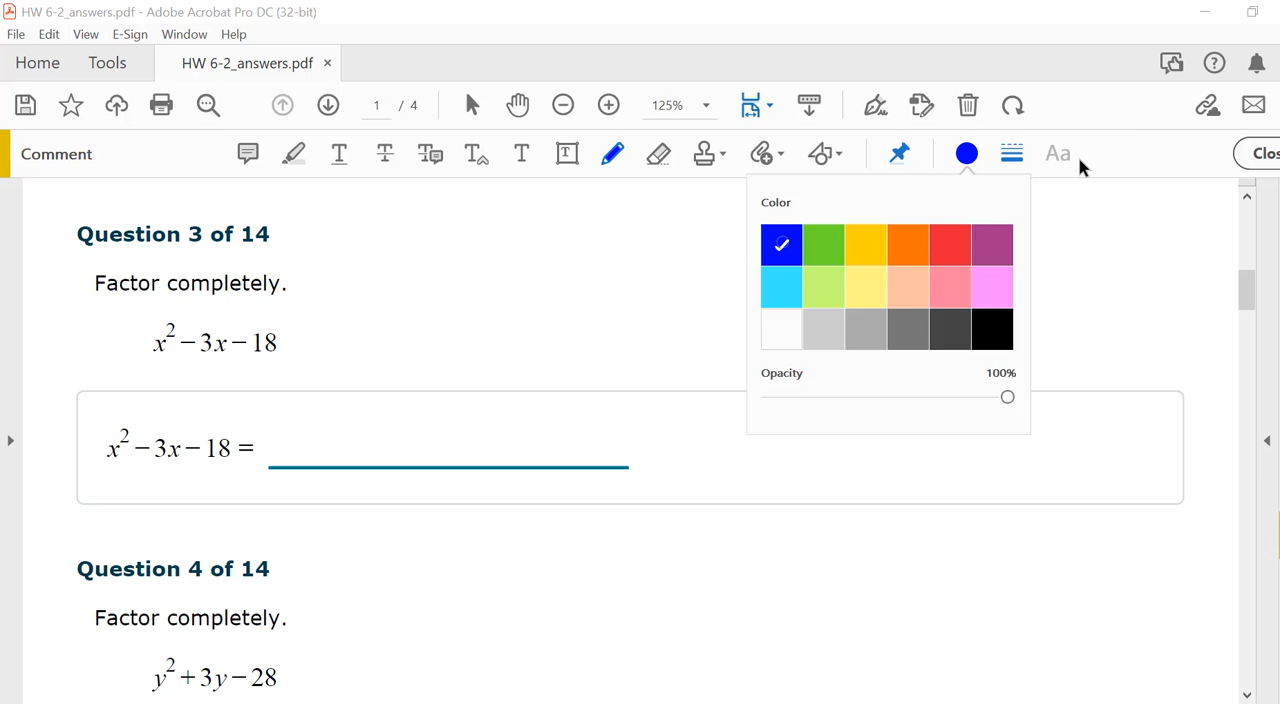 HW 6-2_answers.pdf - Adobe Acrobat Pro DC (32-bit)
File Edit View E-Sign Window Help
Home Tools HW 6-2_answers.pdf ×
1 / 4 125%
Comment Aa Clos
Color
Opacity 100%
Question 3 of 14
Factor completely.
x² − 3x − 18
x² − 3x − 18 =
Question 4 of 14
Factor completely.
y² + 3y − 28